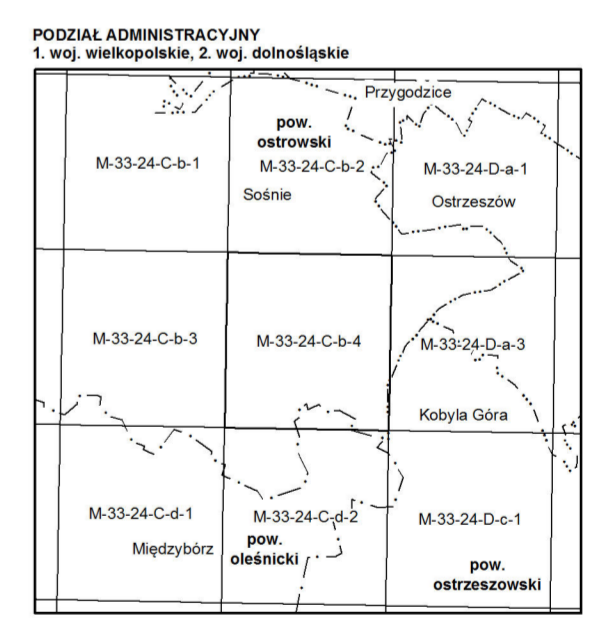 PODZIAŁ ADMINISTRACYJNY
1. woj. wielkopolskie, 2. woj. dolnośląskie
Przygodzice
pow.
ostrowski
M-33-24-C-b-1
M-33-24-C-b-2
M-33-24-D-a-1
Sośnie
Ostrzeszów
M-33-24-C-b-3
M-33-24-C-b-4
M-33-24-D-a-3
Kobyla Góra
M-33-24-C-d-1
M-33-24-C-d-2
M-33-24-D-c-1
Międzybórz
pow.
oleśnicki
pow.
ostrzeszowski